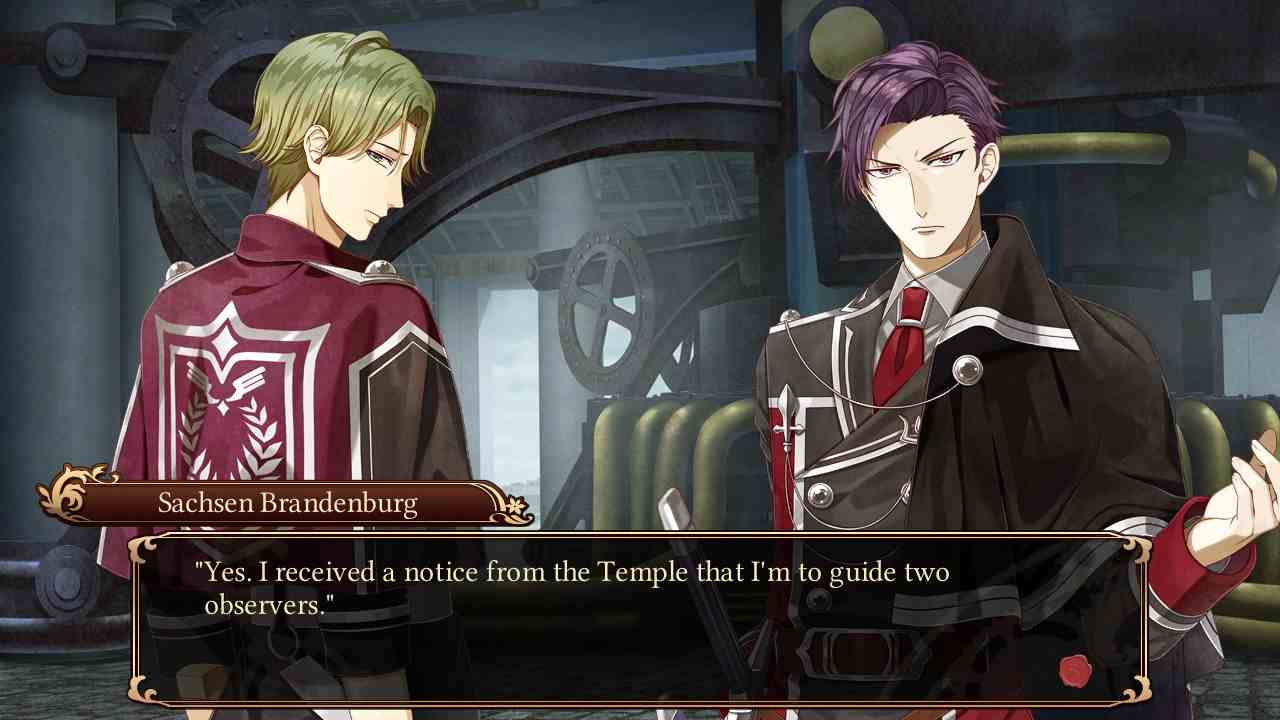 Sachsen Brandenburg
"Yes. I received a notice from the Temple that I'm to guide two
observers."